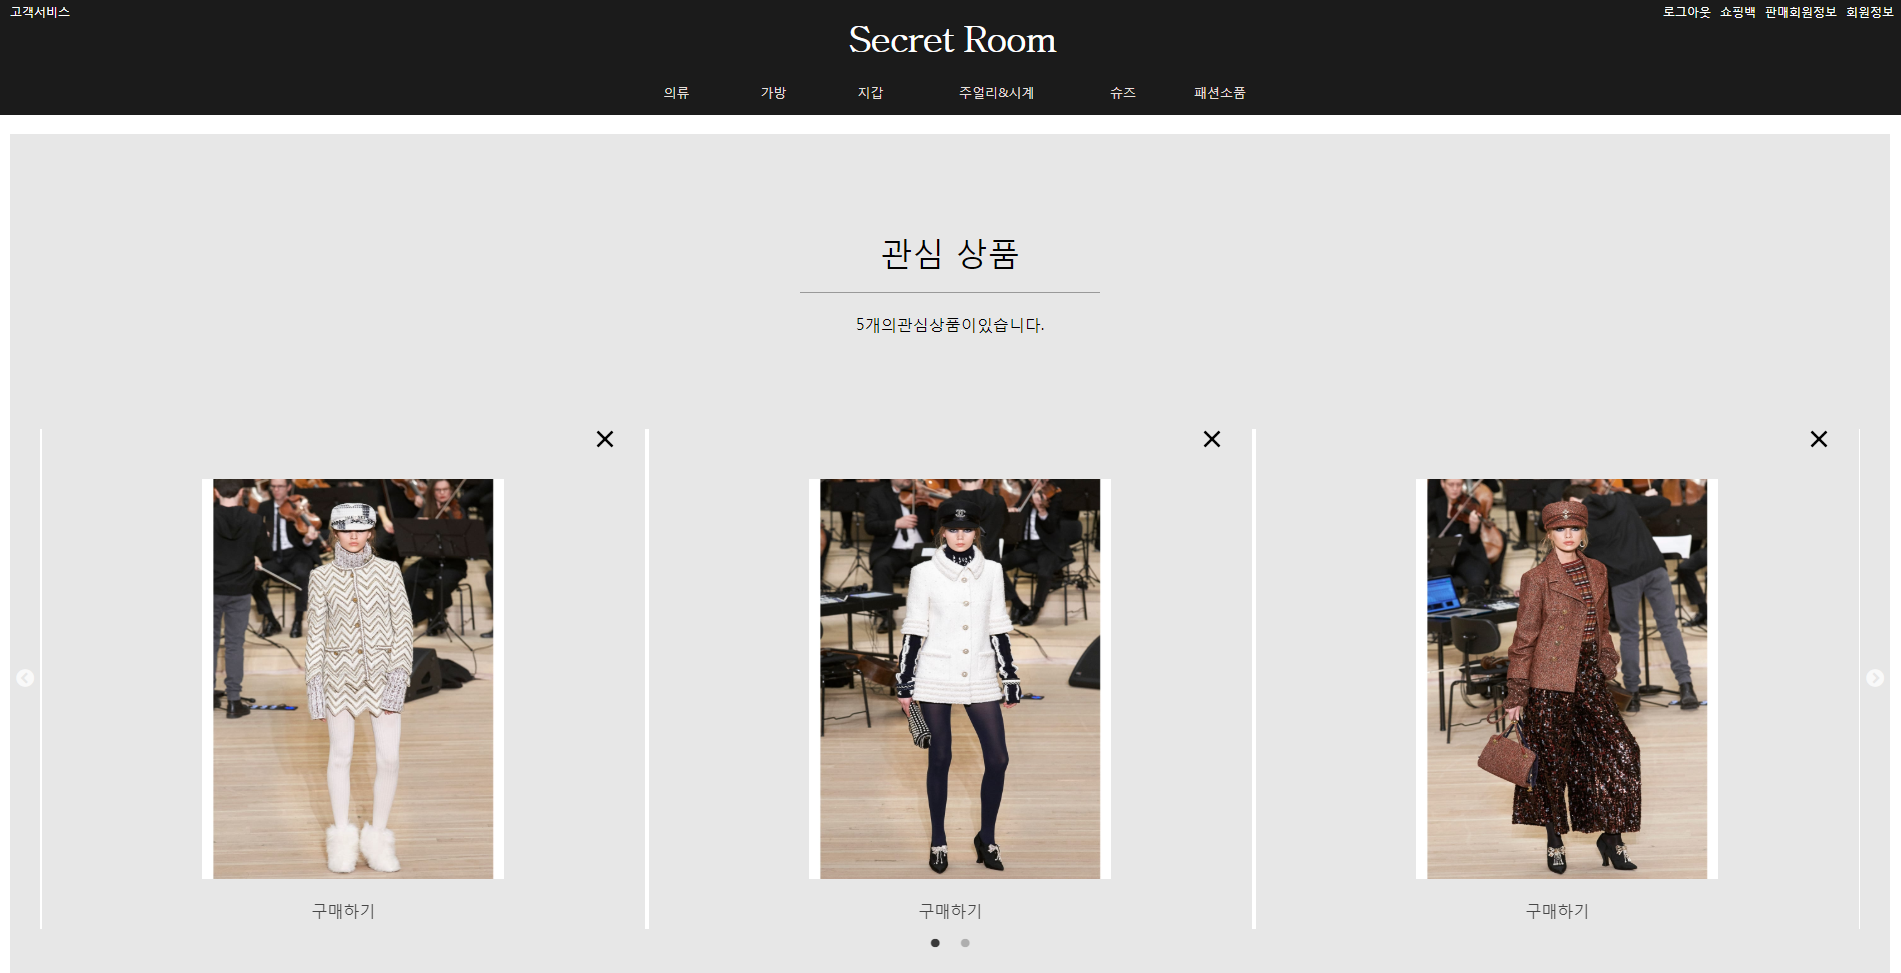 고객서비스
로그아웃 쇼핑백 판매회원정보 회원정보
Secret Room
의류 가방 지갑 주얼리&시계 슈즈 패션소품
관심 상품
5개의관심상품이있습니다.
구매하기 구매하기 구매하기